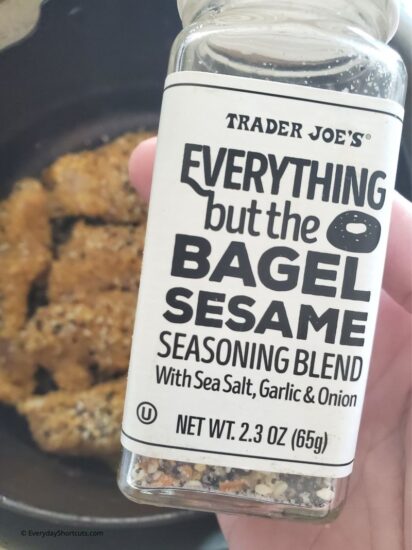 TRADER JOE'S®
EVERYTHING
but the
BAGEL
SESAME
SEASONING BLEND
With Sea Salt, Garlic & Onion
U
NET WT. 2.3 OZ (65g)
© EverydayShortcuts.com